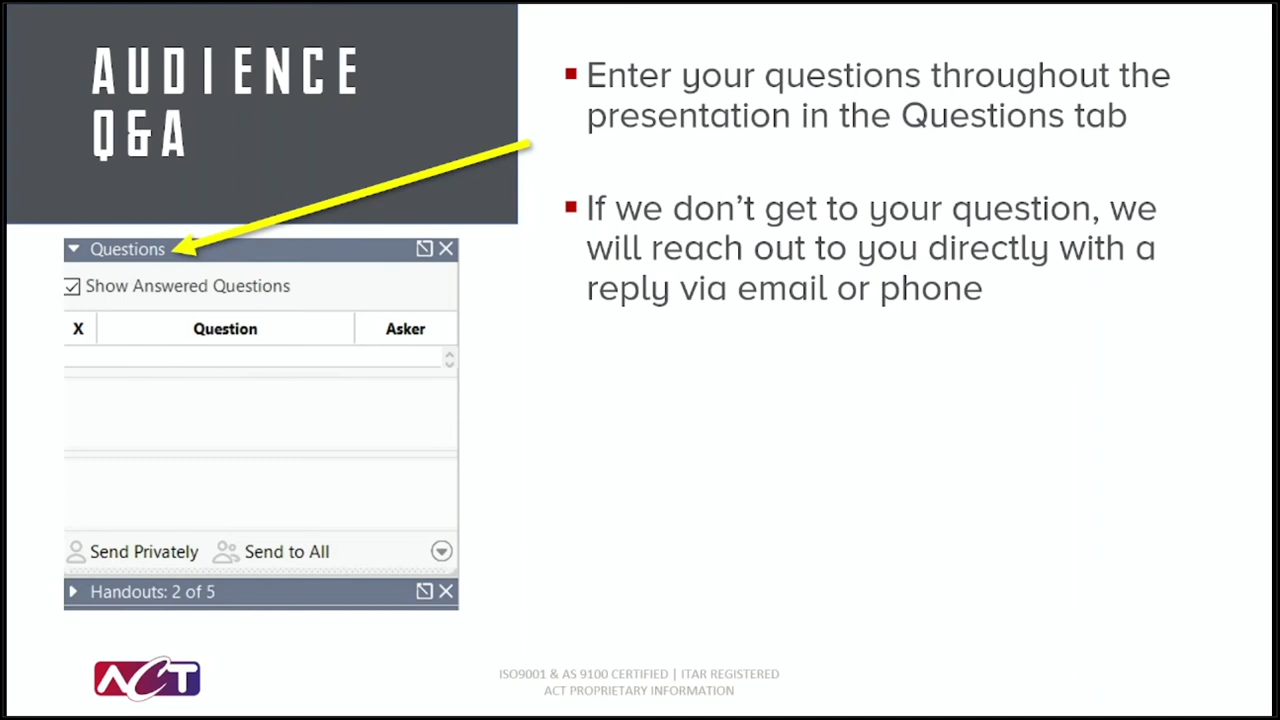 AUDIENCE
Q&A
▪ Enter your questions throughout the
presentation in the Questions tab
▪ If we don’t get to your question, we
will reach out to you directly with a
reply via email or phone
Questions
Show Answered Questions
X Question Asker
Send Privately Send to All
Handouts: 2 of 5
ACT
ISO9001 & AS 9100 CERTIFIED | ITAR REGISTERED
ACT PROPRIETARY INFORMATION